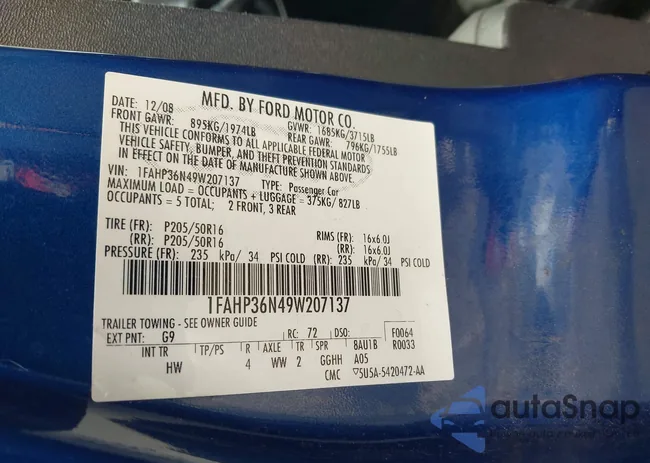 MFD. BY FORD MOTOR CO.
DATE: 12/08
GVWR: 1685KG/3715LB
FRONT GAWR: 895KG/1974LB
REAR GAWR: 796KG/1755LB
THIS VEHICLE CONFORMS TO ALL APPLICABLE FEDERAL MOTOR
VEHICLE SAFETY, BUMPER, AND THEFT PREVENTION STANDARDS
IN EFFECT ON THE DATE OF MANUFACTURE SHOWN ABOVE.
VIN: 1FAHP36N49W207137 TYPE: Passenger Car
MAXIMUM LOAD = OCCUPANTS + LUGGAGE = 375KG/ 827LB
OCCUPANTS = 5 TOTAL; 2 FRONT, 3 REAR
TIRE (FR): P205/50R16 RIMS (FR): 16x6.0J
(RR): P205/50R16 (RR): 16x6.0J
PRESSURE (FR): 235 kPa/ 34 PSI COLD (RR): 235 kPa/ 34 PSI COLD
1FAHP36N49W207137
TRAILER TOWING - SEE OWNER GUIDE
EXT PNT: G9 RC: 72 DSO: F0064
8AU1B R0033
INT TR TP/PS R AXLE TR SPR
HW 4 WW 2 GGHH A05
CMC ▽5U5A-5420472-AA
autoSnap